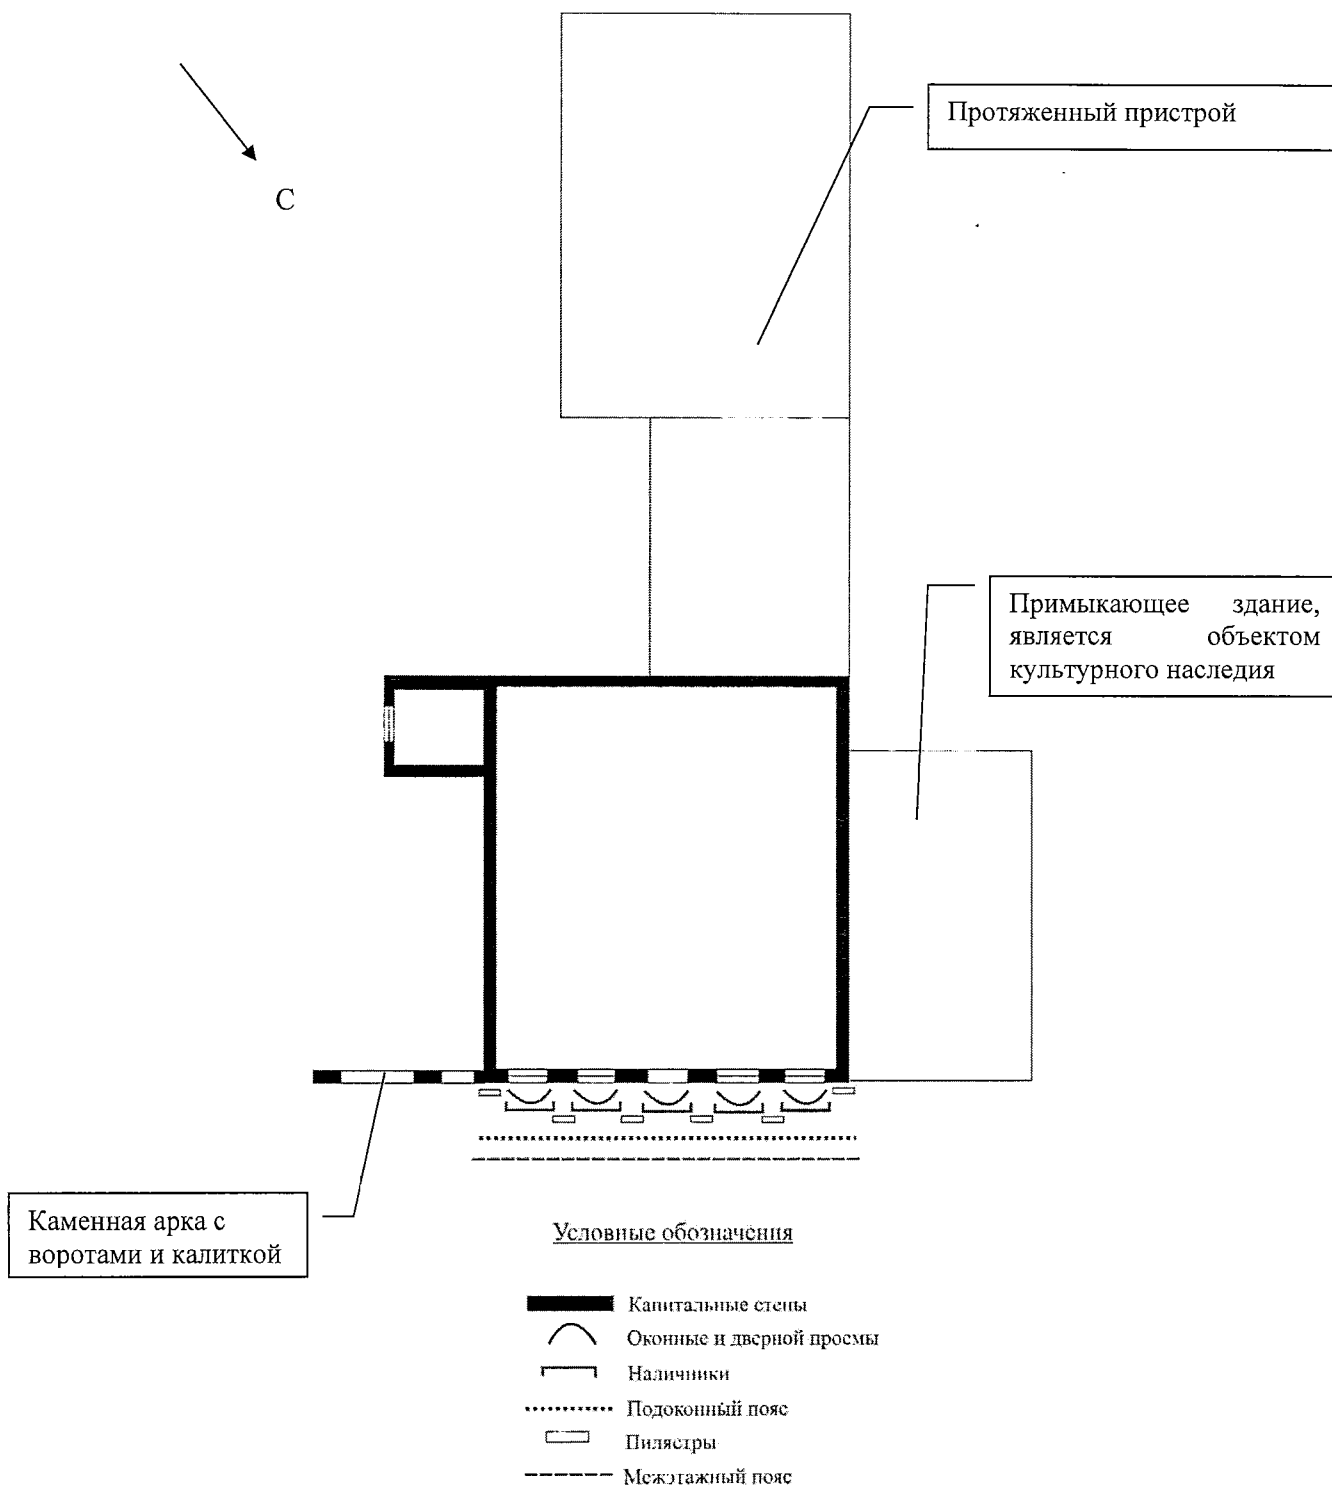 Протяженный пристрой
С
Примыкающее здание,
является объектом
культурного наследия
Каменная арка с
воротами и калиткой
Условные обозначения
Капитальные стены
Оконные и дверной проемы
Наличники
Подоконный пояс
Пилястры
Межэтажный пояс